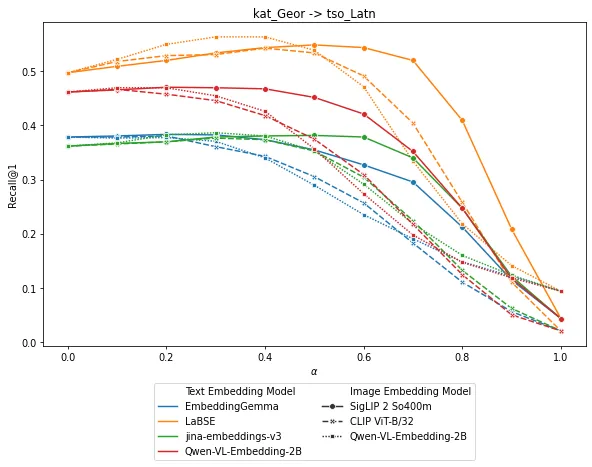 kat_Geor -> tso_Latn
Recall@1
0.5
0.4
0.3
0.2
0.1
0.0
0.0 0.2 0.4 0.6 0.8 1.0
α
Text Embedding Model
EmbeddingGemma
LaBSE
jina-embeddings-v3
Qwen-VL-Embedding-2B
Image Embedding Model
SigLIP 2 So400m
CLIP ViT-B/32
Qwen-VL-Embedding-2B